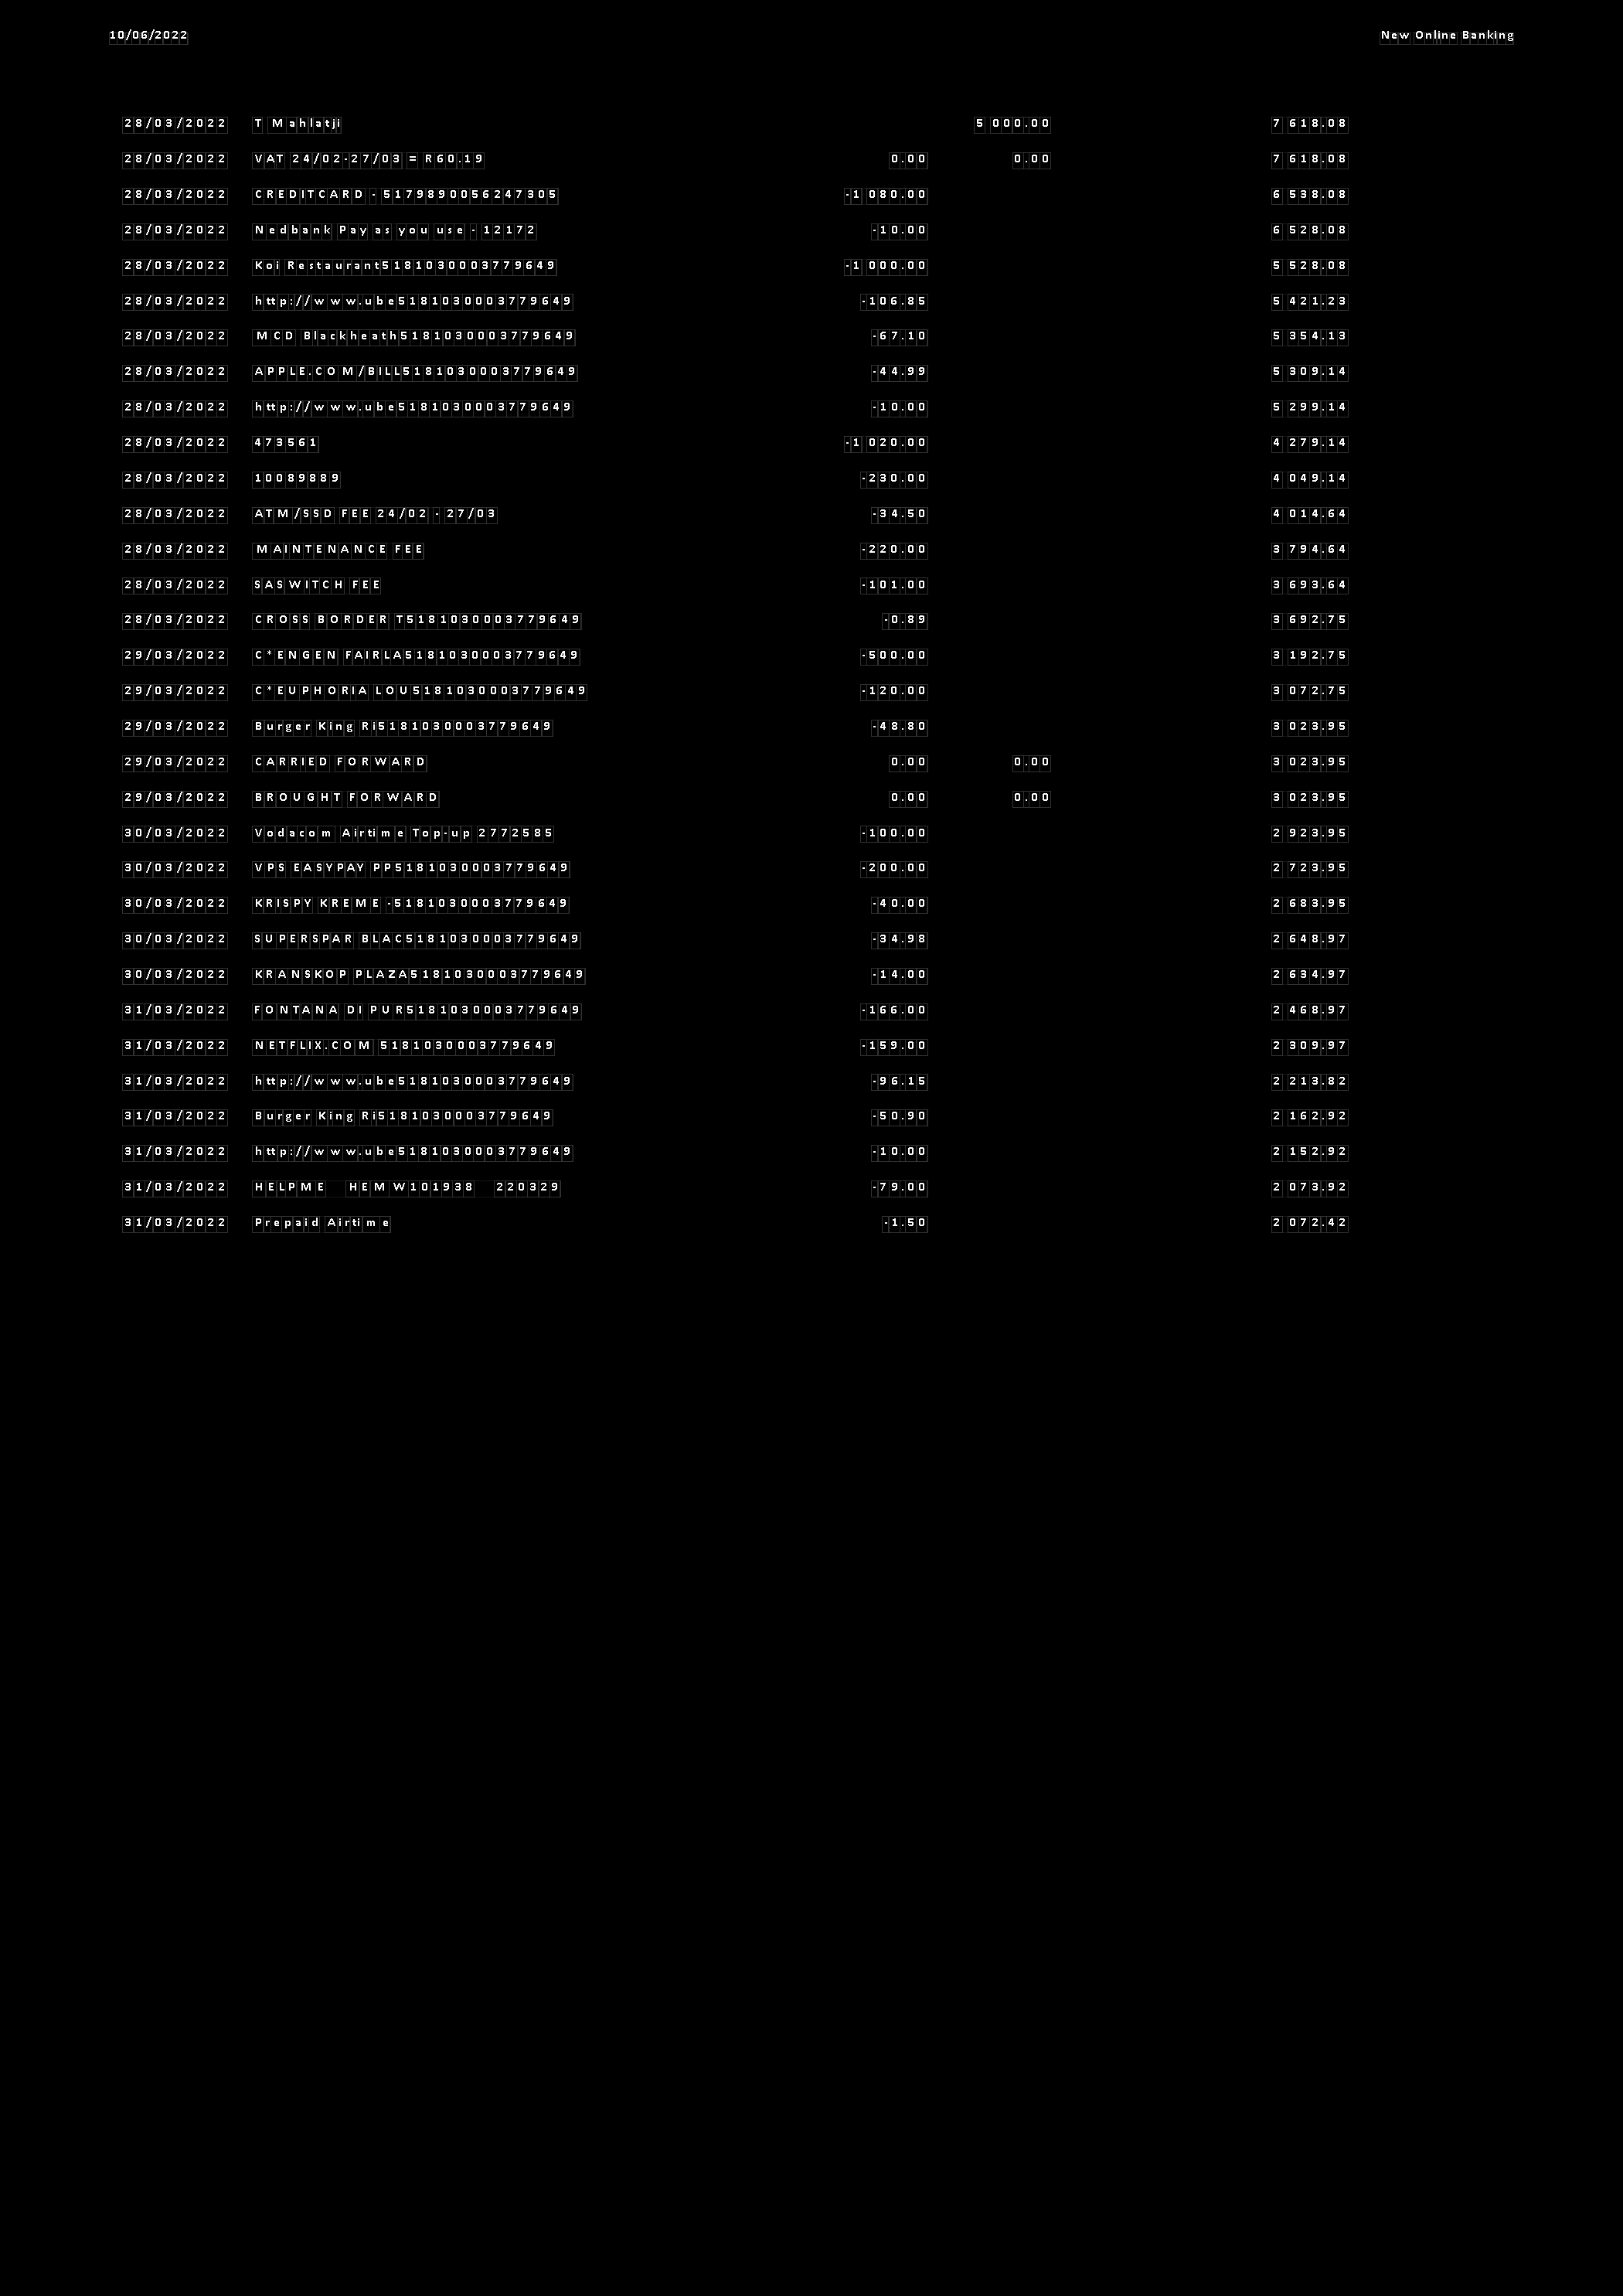 10/06/2022 New Online Banking
28/03/2022 T Mahlatji 5 000.00 7 618.08
28/03/2022 VAT 24/02-27/03 = R60.19 0.00 0.00 7 618.08
28/03/2022 CREDITCARD - 5179890056247305 -1 080.00 6 538.08
28/03/2022 Nedbank Pay as you use - 12172 -10.00 6 528.08
28/03/2022 Koi Restaurant5181030003779649 -1 000.00 5 528.08
28/03/2022 http://www.ube5181030003779649 -106.85 5 421.23
28/03/2022 MCD Blackheath5181030003779649 -67.10 5 354.13
28/03/2022 APPLE.COM/BILL5181030003779649 -44.99 5 309.14
28/03/2022 http://www.ube5181030003779649 -10.00 5 299.14
28/03/2022 473561 -1 020.00 4 279.14
28/03/2022 10089889 -230.00 4 049.14
28/03/2022 ATM/SSD FEE 24/02 - 27/03 -34.50 4 014.64
28/03/2022 MAINTENANCE FEE -220.00 3 794.64
28/03/2022 SASWITCH FEE -101.00 3 693.64
28/03/2022 CROSS BORDER T5181030003779649 -0.89 3 692.75
29/03/2022 C*ENGEN FAIRLA5181030003779649 -500.00 3 192.75
29/03/2022 C*EUPHORIA LOU5181030003779649 -120.00 3 072.75
29/03/2022 Burger King Ri5181030003779649 -48.80 3 023.95
29/03/2022 CARRIED FORWARD 0.00 0.00 3 023.95
29/03/2022 BROUGHT FORWARD 0.00 0.00 3 023.95
30/03/2022 Vodacom Airtime Top-up 2772585 -100.00 2 923.95
30/03/2022 VPS EASYPAY PP5181030003779649 -200.00 2 723.95
30/03/2022 KRISPY KREME -5181030003779649 -40.00 2 683.95
30/03/2022 SUPERSPAR BLAC5181030003779649 -34.98 2 648.97
30/03/2022 KRANSKOP PLAZA5181030003779649 -14.00 2 634.97
31/03/2022 FONTANA DI PUR5181030003779649 -166.00 2 468.97
31/03/2022 NETFLIX.COM 5181030003779649 -159.00 2 309.97
31/03/2022 http://www.ube5181030003779649 -96.15 2 213.82
31/03/2022 Burger King Ri5181030003779649 -50.90 2 162.92
31/03/2022 http://www.ube5181030003779649 -10.00 2 152.92
31/03/2022 HELPME HEMW101938 220329 -79.00 2 073.92
31/03/2022 Prepaid Airtime -1.50 2 072.42